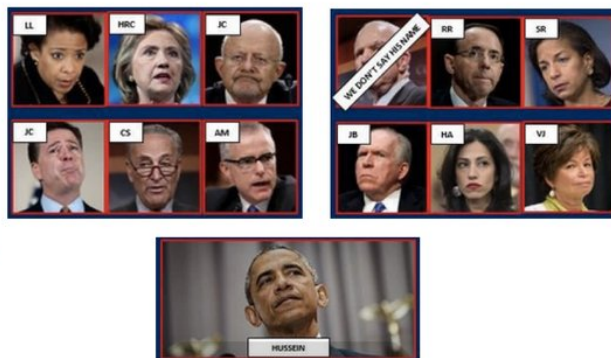 LL
HRC
JC
WE DON'T SAY HIS NAME
RR
SR
JC
CS
AM
JB
HA
VJ
HUSSEIN